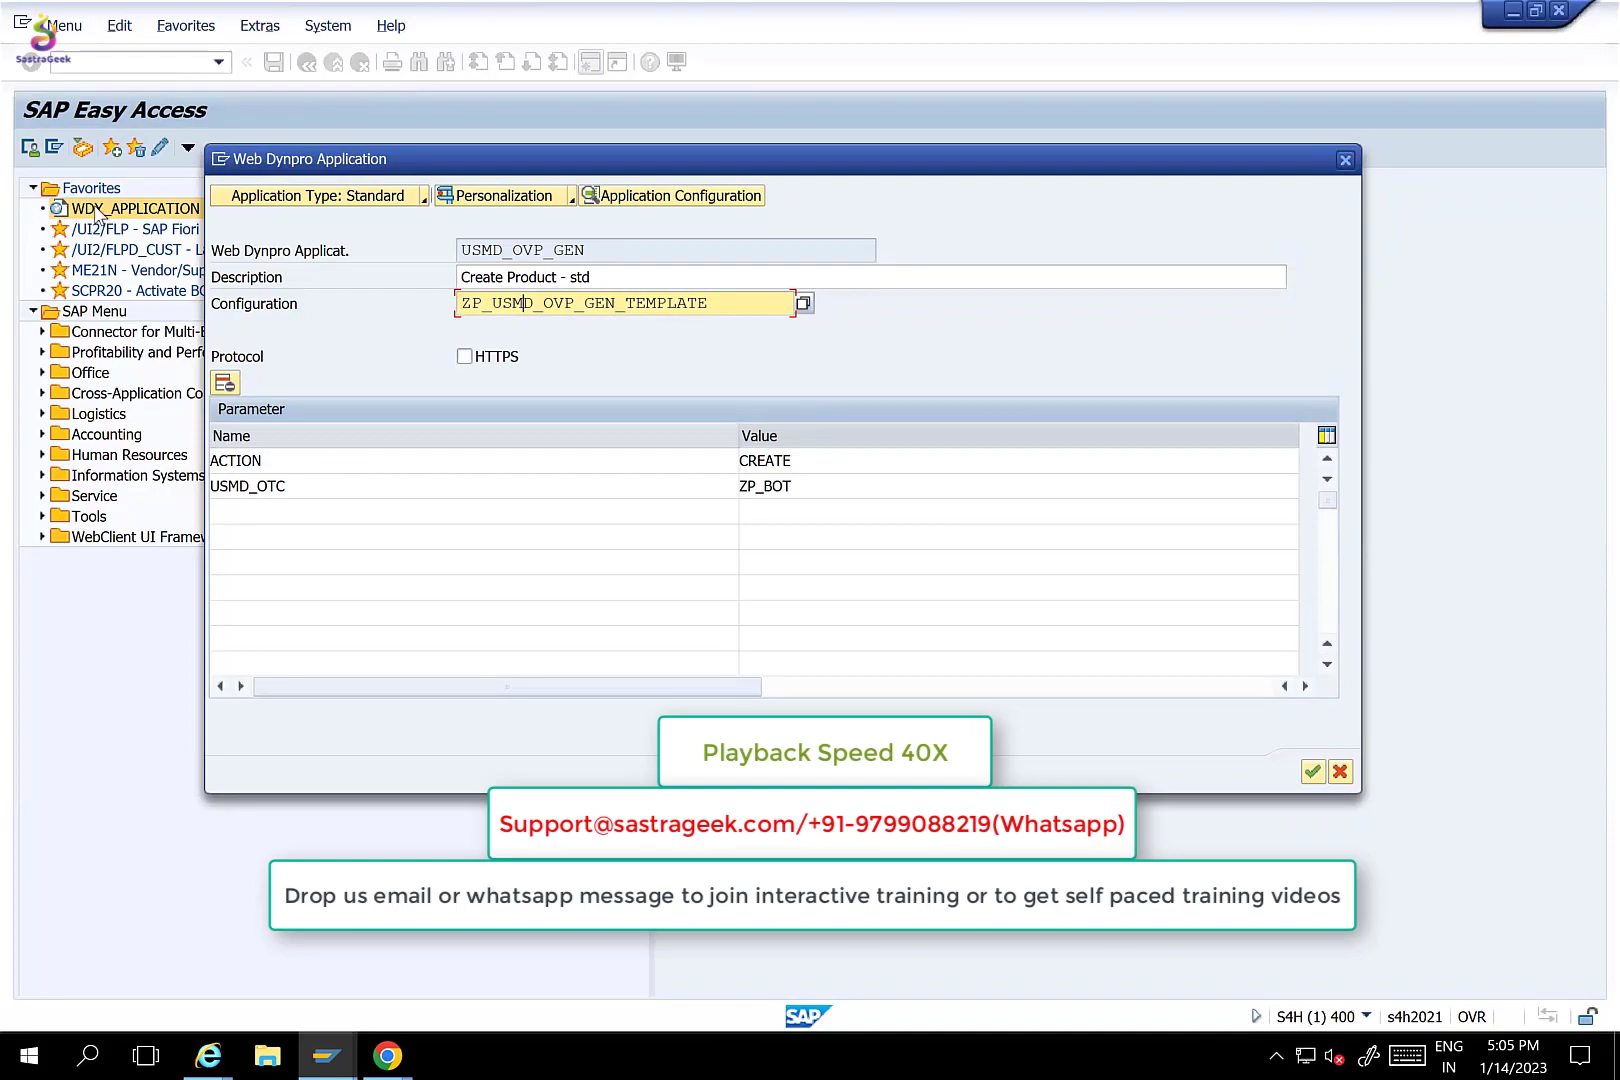 Menu Edit Favorites Extras System Help
SastraGeek
SAP Easy Access
Web Dynpro Application
Application Type: Standard Personalization Application Configuration
Favorites
WDY_APPLICATION
/UI2/FLP - SAP Fiori
/UI2/FLPD_CUST - La
ME21N - Vendor/Sup
SCPR20 - Activate BC
SAP Menu
Connector for Multi-B
Profitability and Perfo
Office
Cross-Application Co
Logistics
Accounting
Human Resources
Information Systems
Service
Tools
WebClient UI Framew
Web Dynpro Applicat. USMD_OVP_GEN
Description Create Product - std
Configuration ZP_USMD_OVP_GEN_TEMPLATE
Protocol HTTPS
Parameter
Name Value
ACTION CREATE
USMD_OTC ZP_BOT
Playback Speed 40X
Support@sastrageek.com/+91-9799088219(Whatsapp)
Drop us email or whatsapp message to join interactive training or to get self paced training videos
SAP
S4H (1) 400 s4h2021 OVR
ENG 5:05 PM
IN 1/14/2023